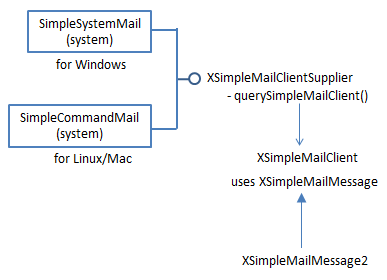 SimpleSystemMail
(system)
for Windows
XSimpleMailClientSupplier
- querySimpleMailClient()
SimpleCommandMail
(system)
for Linux/Mac
XSimpleMailClient
uses XSimpleMailMessage
XSimpleMailMessage2